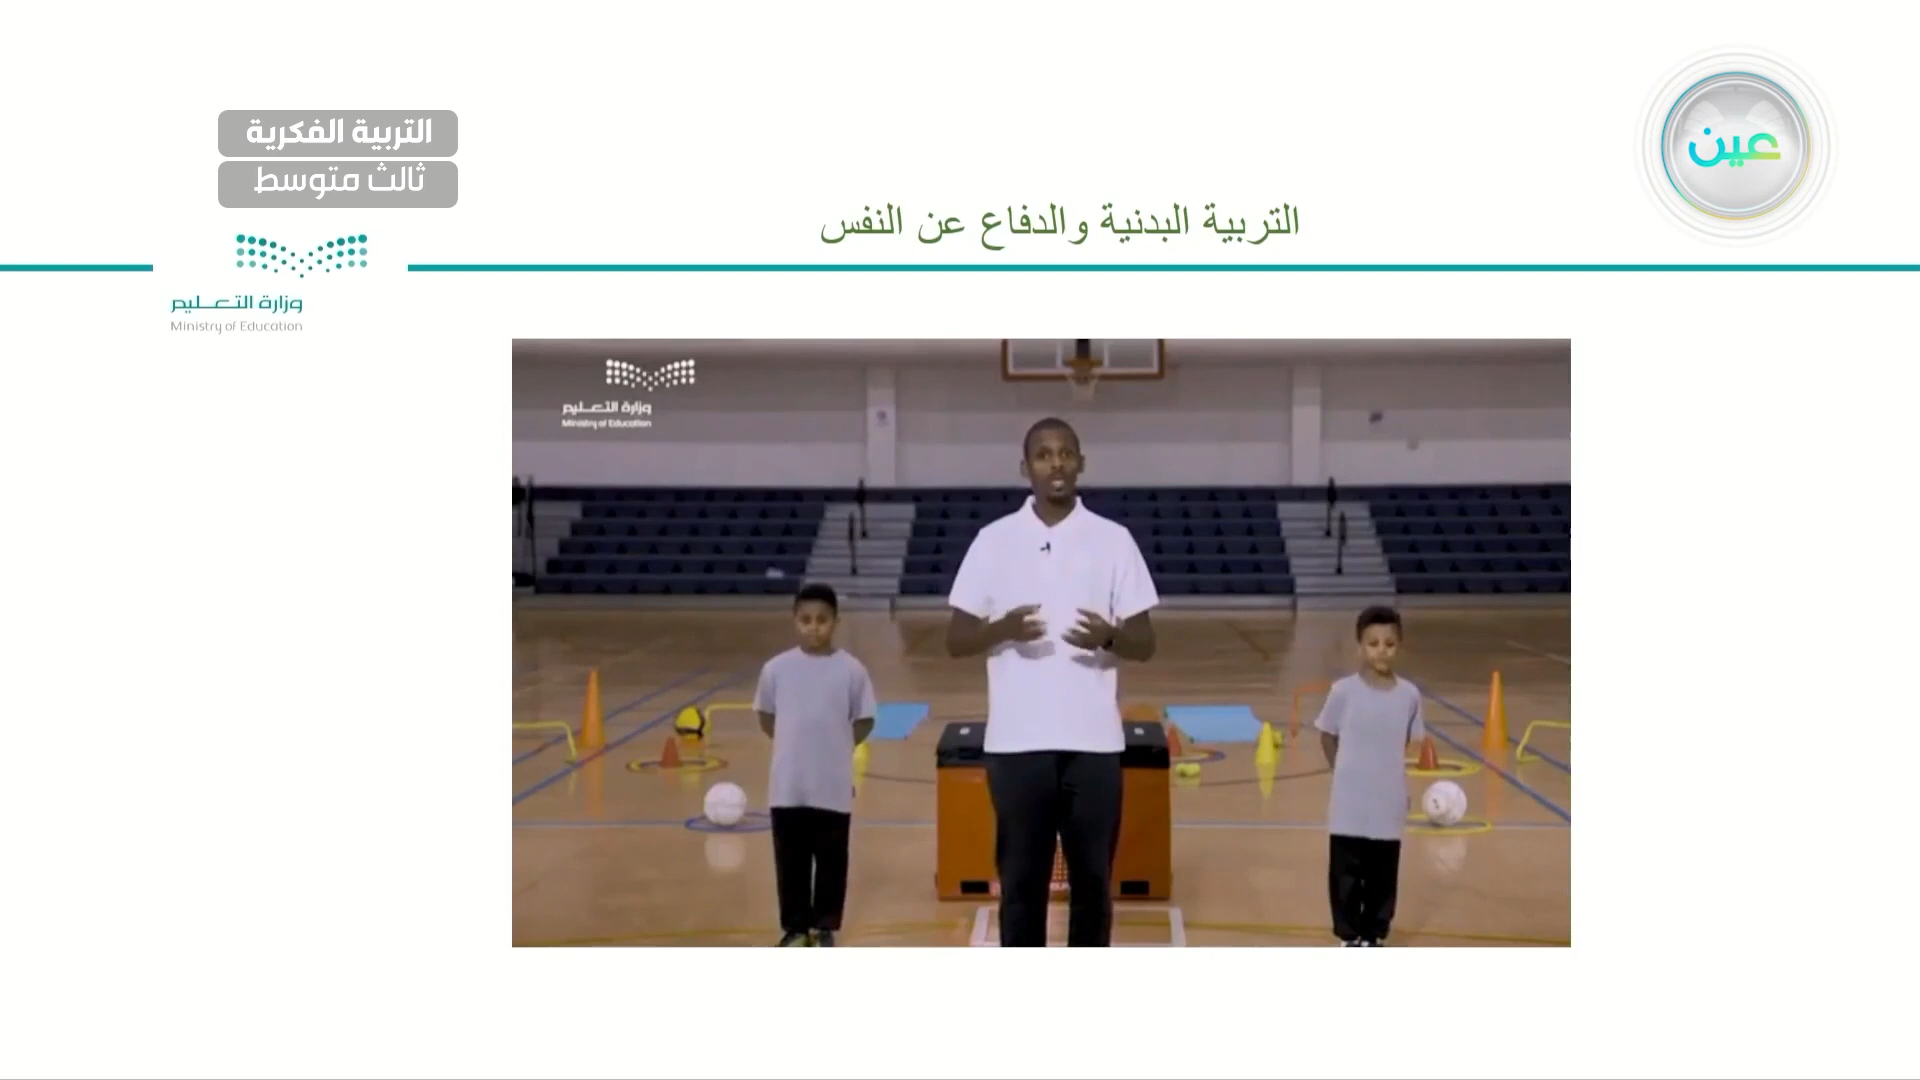 التربية الفكرية
ثالث متوسط
عين
التربية البدنية والدفاع عن النفس
وزارة التعليم
Ministry of Education
وزارة التعليم
Ministry of Education